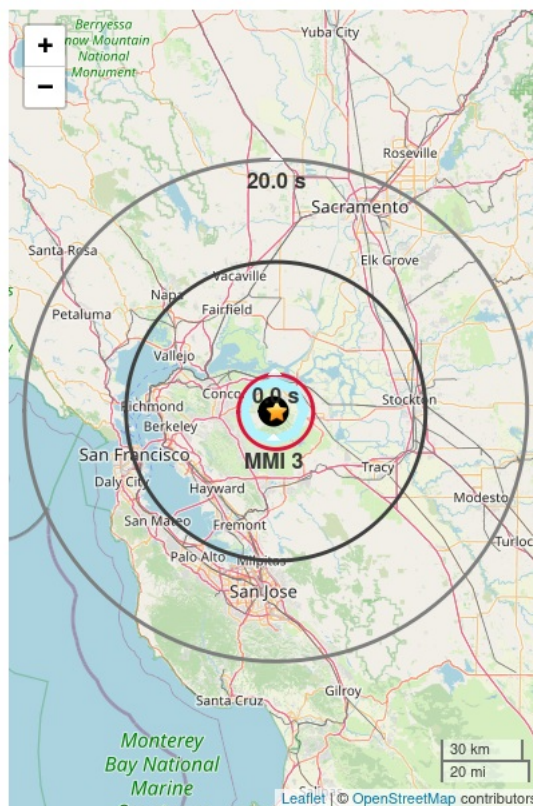 Berryessa
Snow Mountain
National
Monument
+
−
Yuba City
Roseville
20.0 s
Sacramento
Santa Rosa
Elk Grove
Vacaville
Napa
Petaluma
Fairfield
Vallejo
0.0 s
Conco
Stockton
Richmond
Berkeley
San Francisco
MMI 3
Tracy
Daly City
Hayward
Modesto
San Mateo
Fremont
Turloc
Palo Alto
Milpitas
San Jose
Gilroy
Santa Cruz
Monterey
Bay National
Marine
30 km
20 mi
Leaflet | © OpenStreetMap contributors